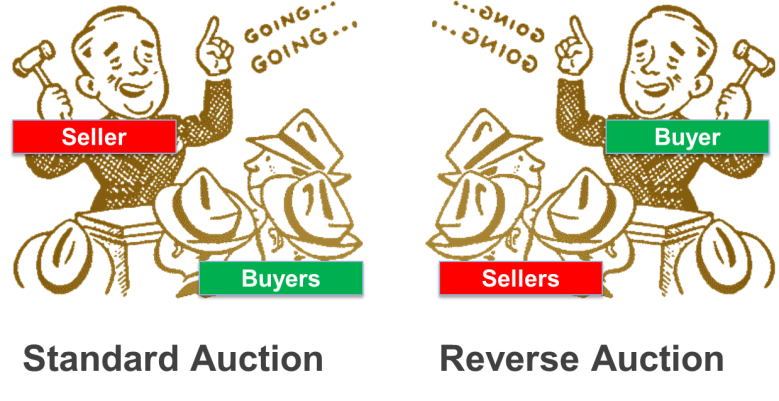 GOING...
GOING...
Seller
Buyers
Standard Auction
GOING...
GOING...
Buyer
Sellers
Reverse Auction